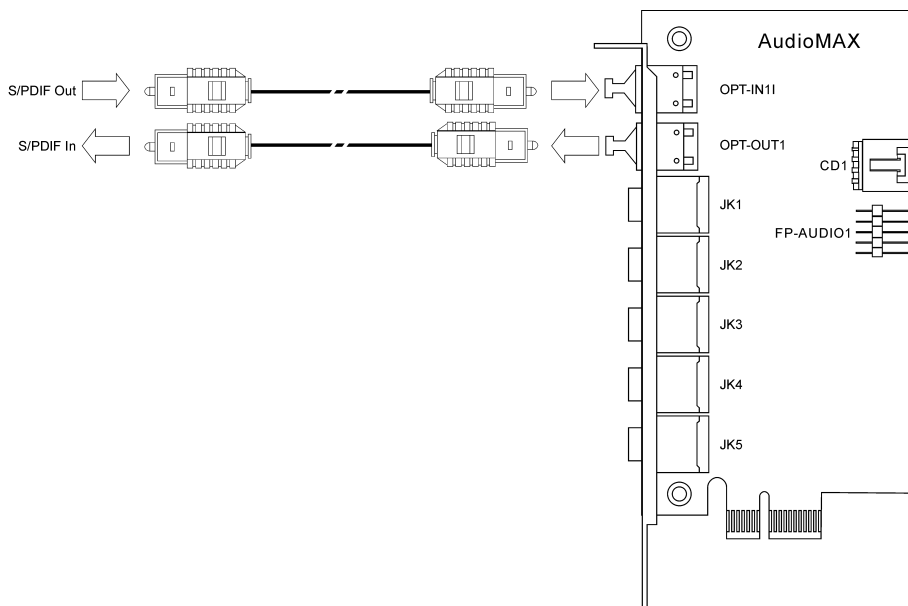 AudioMAX
S/PDIF Out
OPT-IN1I
S/PDIF In
OPT-OUT1
CD1
JK1
FP-AUDIO1
JK2
JK3
JK4
JK5